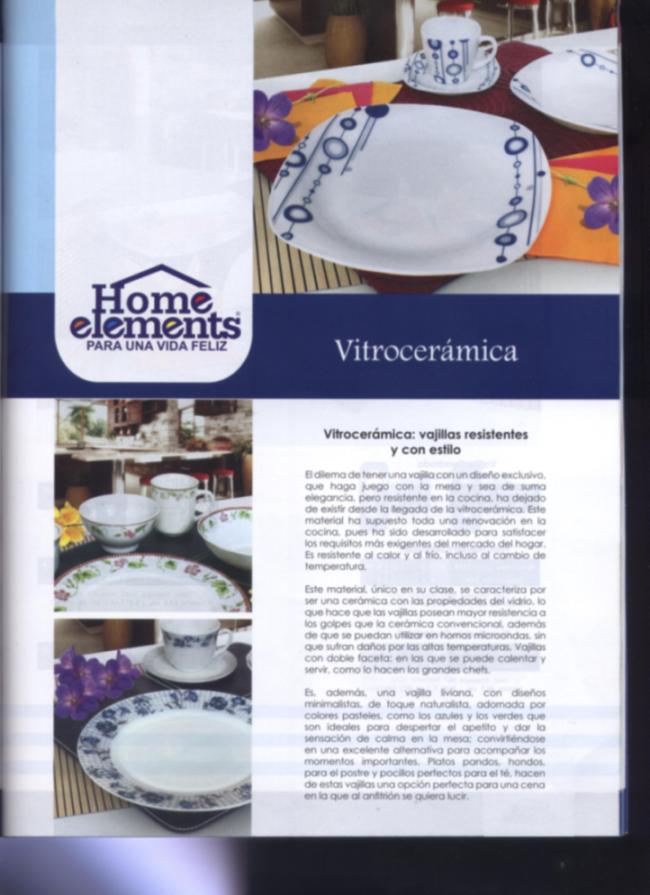 Home
elements
PARA UNA VIDA FELIZ
Vitrocerámica
Vitrocerámica: vajillas resistentes
y con estilo
El dilema de tener una vajilla con un diseño exclusivo,
que haga juego con la mesa y sea de suma
elegancia, pero resistente en la cocina, ha dejado
de existir desde la llegada de la vitrocerámica. Este
material ha supuesto toda una renovación en la
cocina, pues ha sido desarrollado para satisfacer
los requisitos más exigentes del mercado del hogar.
Es resistente al calor y al frío, incluso al cambio de
temperatura.
Este material, único en su clase, se caracteriza por
ser una cerámica con las propiedades del vidrio, lo
que hace que las vajillas posean mayor resistencia a
los golpes que la cerámica convencional, además
de que se puedan utilizar en hornos microondas, sin
que sufran daños por las altas temperaturas. Vajillas
con doble faceta: en las que se puede calentar y
servir, como lo hacen los grandes chefs.
Es, además, una vajilla liviana, con diseños
minimalistas, de toque naturalista, adornada por
colores pasteles, como los azules y los verdes que
son ideales para despertar el apetito y dar la
sensación de calma en la mesa; convirtiéndose
en una excelente alternativa para acompañar los
momentos importantes. Platos pandos, hondos,
para el postre y pocillos perfectos para el té, hacen
de estas vajillas una opción perfecta para una cena
en la que al anfitrión se quiera lucir.